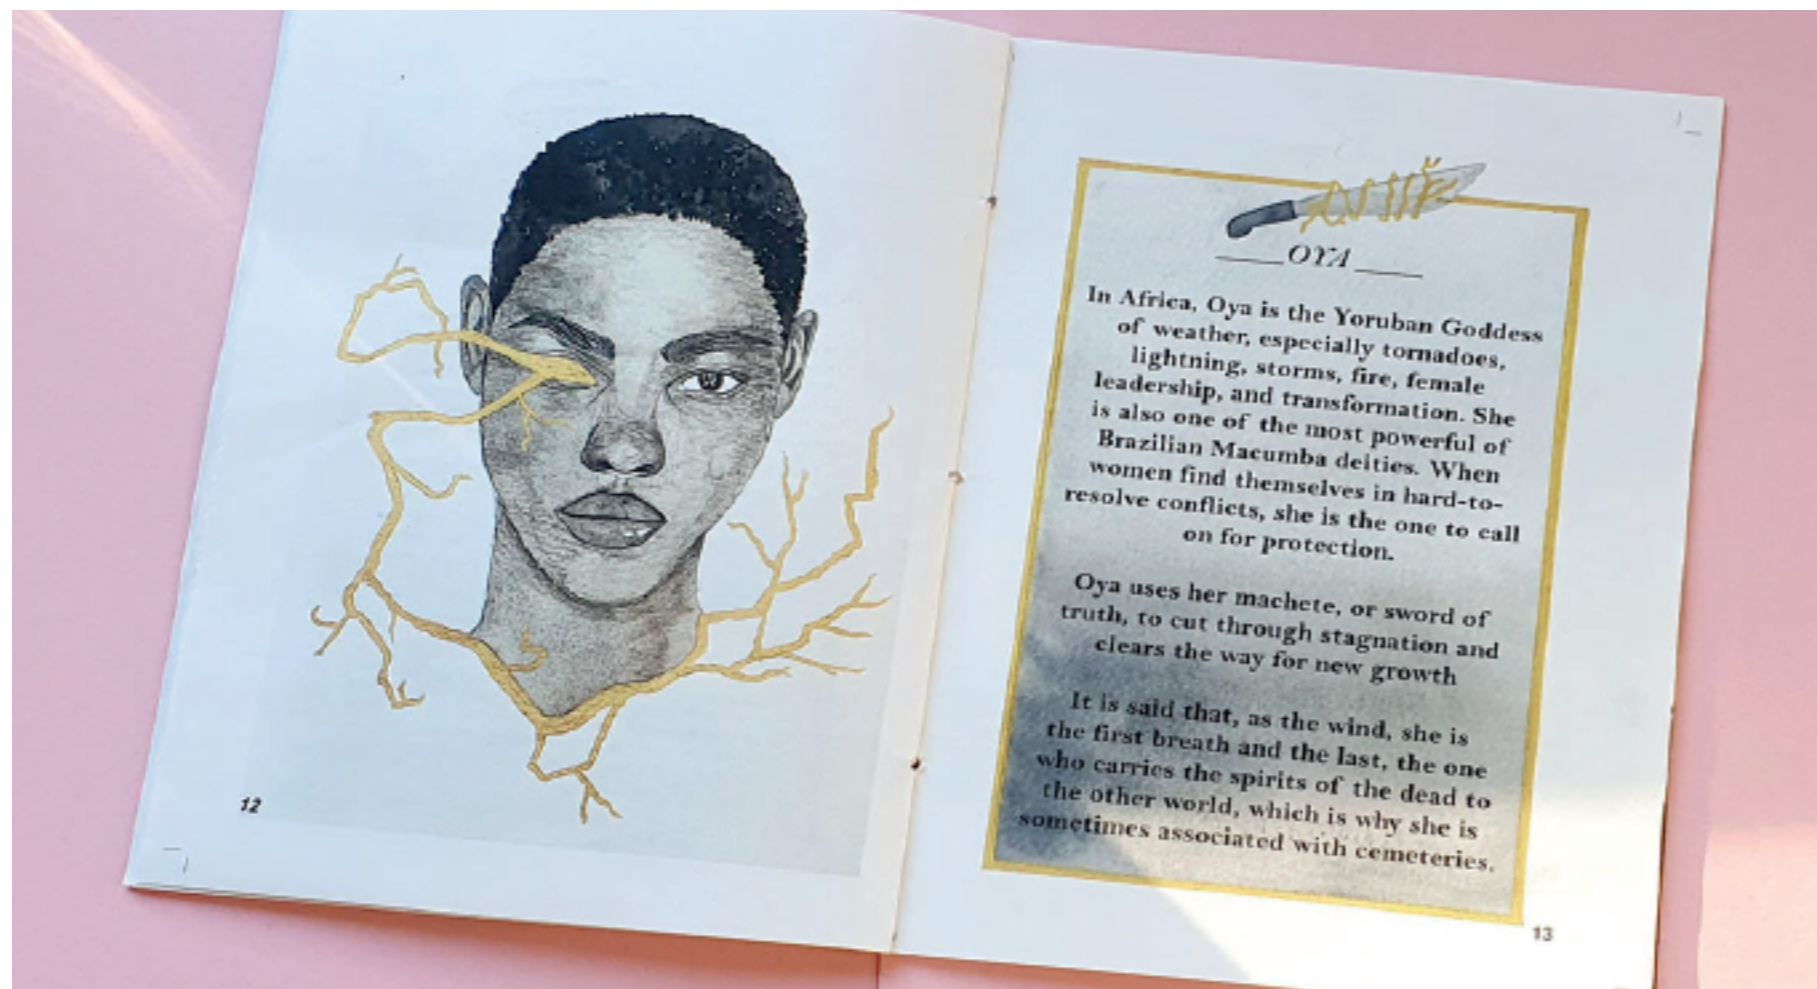 12
OYA
In Africa, Oya is the Yoruban Goddess
of weather, especially tornadoes,
lightning, storms, fire, female
leadership, and transformation. She
is also one of the most powerful of
Brazilian Macumba deities. When
women find themselves in hard-to-
resolve conflicts, she is the one to call
on for protection.
Oya uses her machete, or sword of
truth, to cut through stagnation and
clears the way for new growth
It is said that, as the wind, she is
the first breath and the last, the one
who carries the spirits of the dead to
the other world, which is why she is
sometimes associated with cemeteries.
13